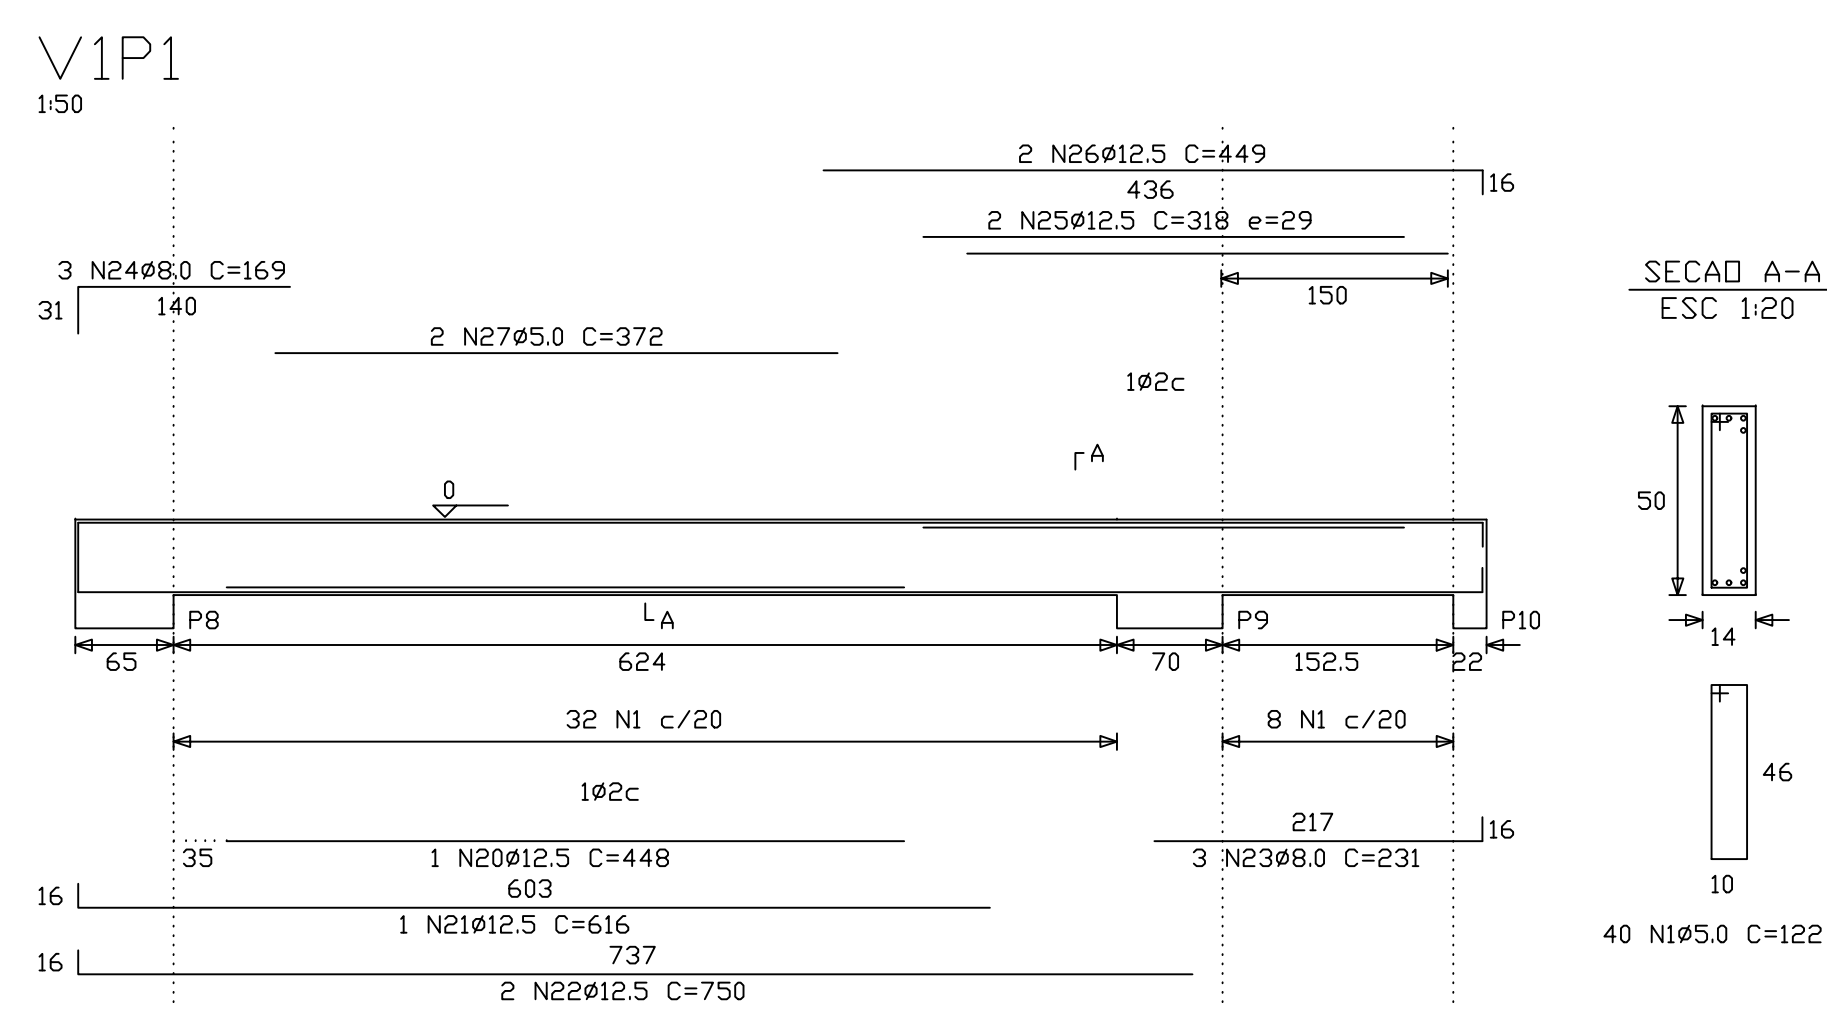 V1P1
1:50
2 N26ø12.5 C=449
436
16
2 N25ø12.5 C=318 e=29
150
3 N24ø8.0 C=169
31
140
2 N27ø5.0 C=372
1ø2c
SECAO A-A
ESC 1:20
A
0
50
14
P8
A
P9
P10
65
624
70
152.5
22
32 N1 c/20
8 N1 c/20
46
10
40 N1ø5.0 C=122
1ø2c
217
16
3 N23ø8.0 C=231
35
1 N20ø12.5 C=448
16
603
1 N21ø12.5 C=616
16
737
2 N22ø12.5 C=750